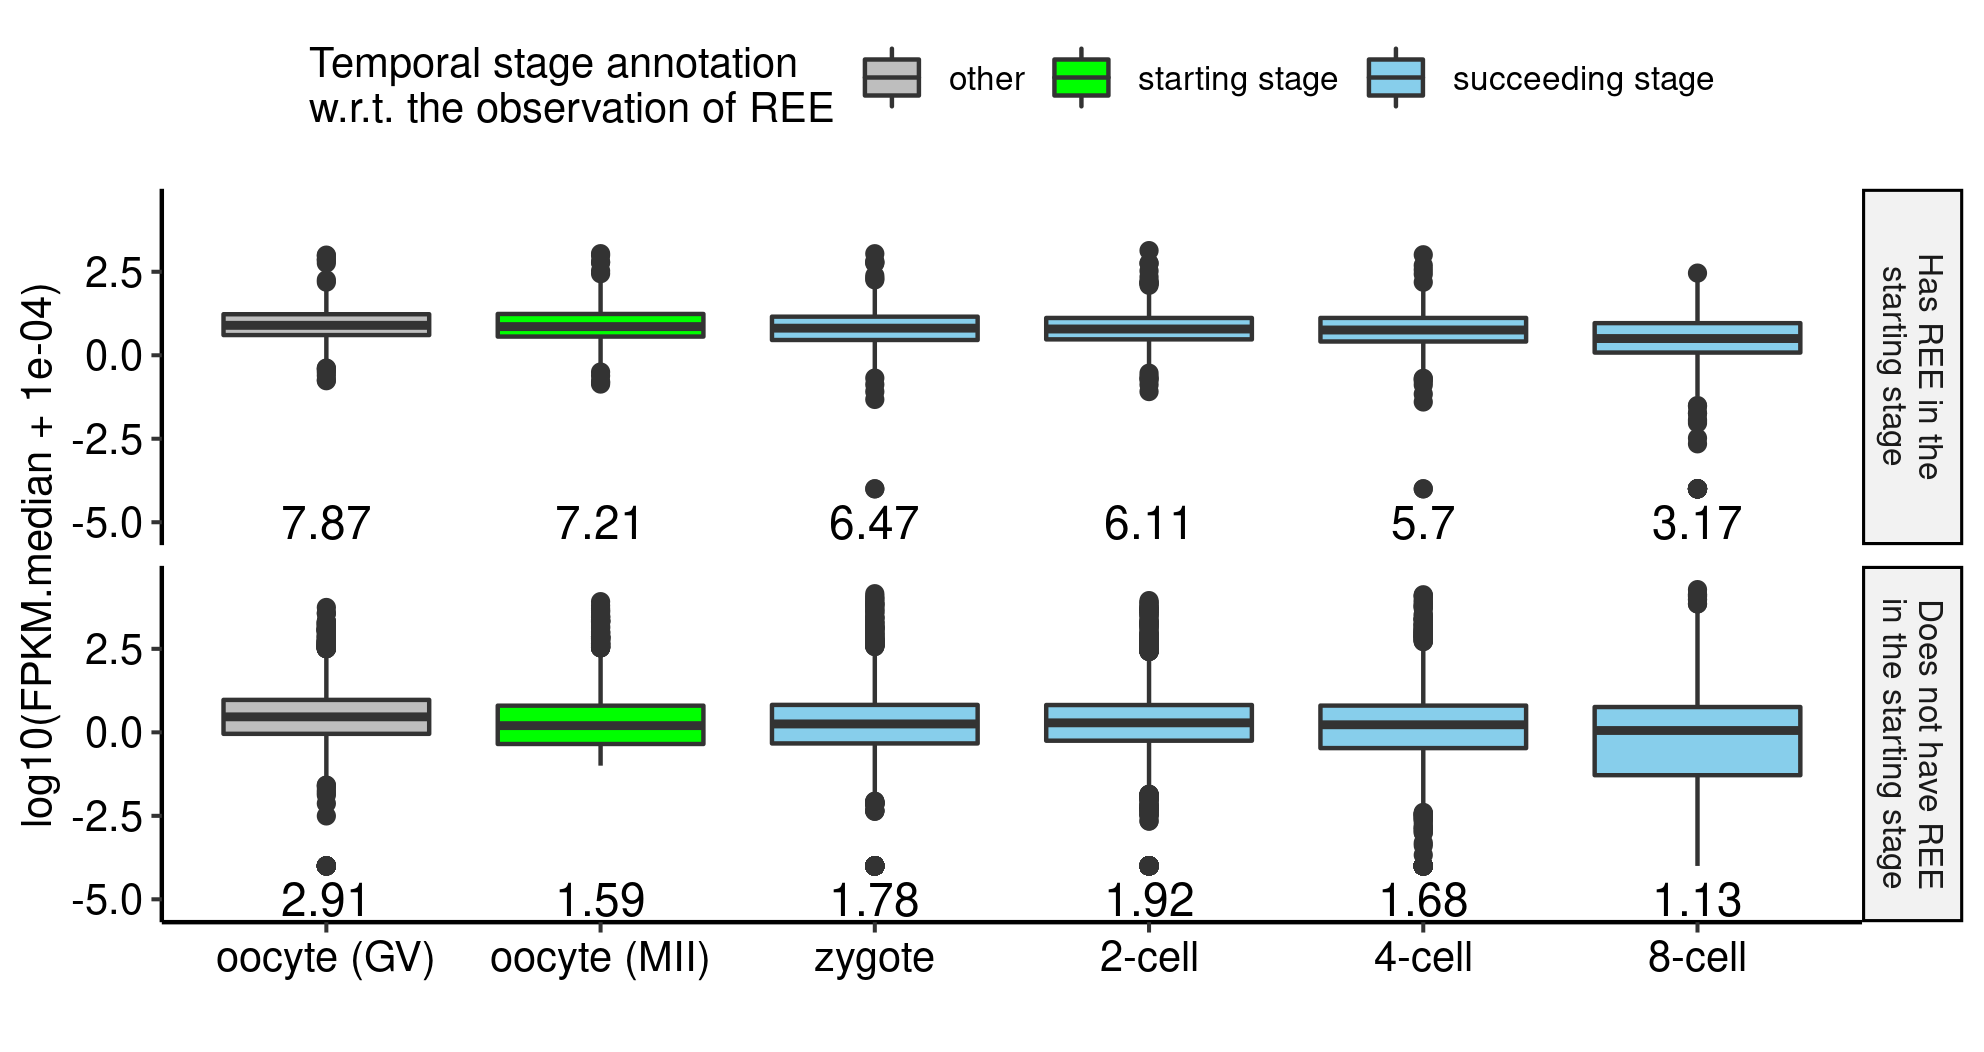 Temporal stage annotation
w.r.t. the observation of REE
other
starting stage
succeeding stage
log10(FPKM.median + 1e-04)
2.5
0.0
-2.5
-5.0
7.87
7.21
6.47
6.11
5.7
3.17
Has REE in the
starting stage
2.5
0.0
-2.5
-5.0
2.91
1.59
1.78
1.92
1.68
1.13
Does not have REE
in the starting stage
oocyte (GV)
oocyte (MII)
zygote
2-cell
4-cell
8-cell